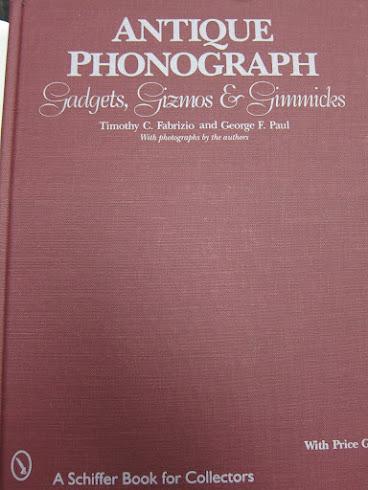 ANTIQUE
PHONOGRAPH
Gadgets, Gizmos & Gimmicks
Timothy C. Fabrizio and George F. Paul
With photographs by the authors
With Price G
A Schiffer Book for Collectors